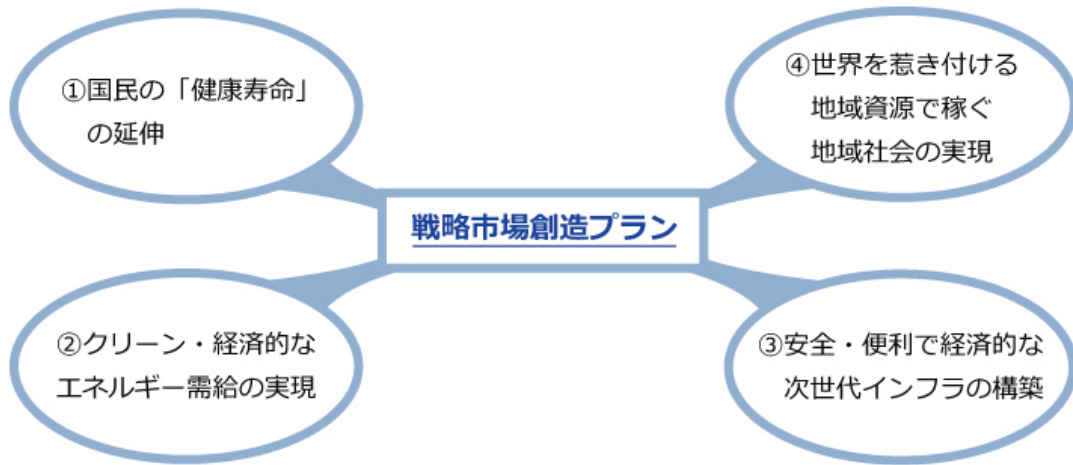 ①国民の「健康寿命」
の延伸
④世界を惹き付ける
地域資源で稼ぐ
地域社会の実現
戦略市場創造プラン
②クリーン・経済的な
エネルギー需給の実現
③安全・便利で経済的な
次世代インフラの構築